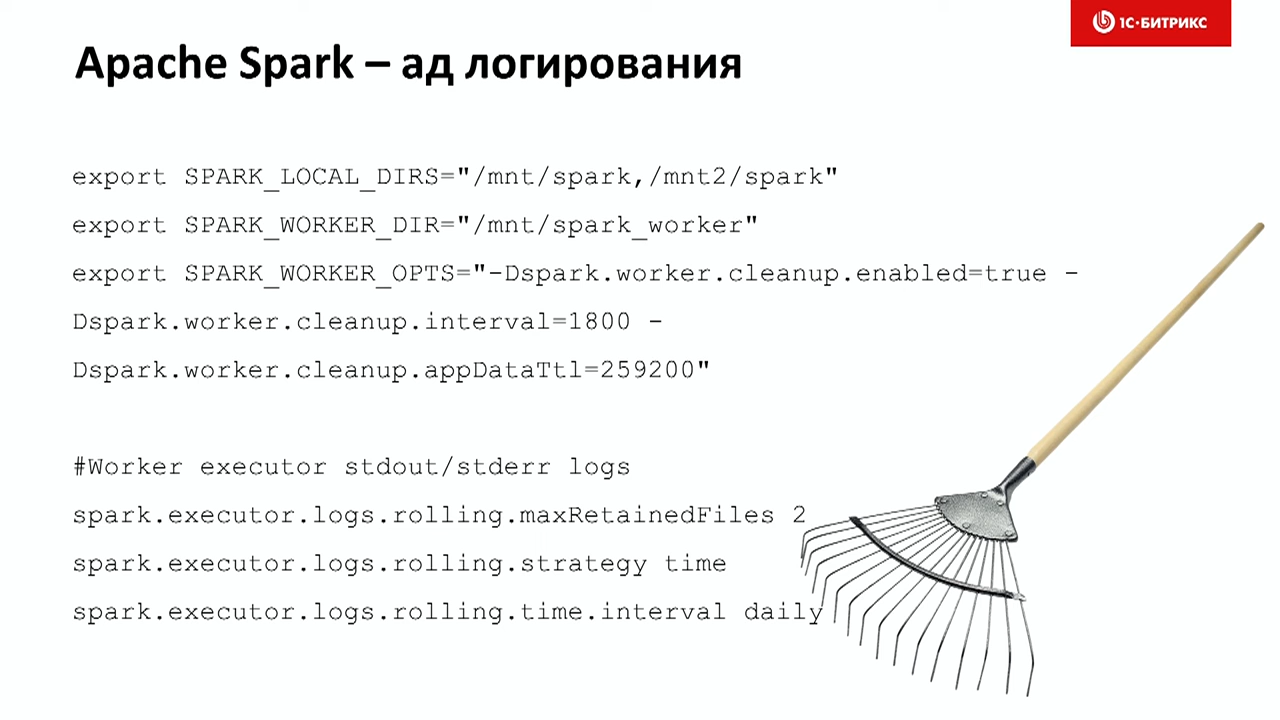 1С-БИТРИКС
Apache Spark – ад логирования
export SPARK_LOCAL_DIRS="/mnt/spark,/mnt2/spark"
export SPARK_WORKER_DIR="/mnt/spark_worker"
export SPARK_WORKER_OPTS="-Dspark.worker.cleanup.enabled=true -
Dspark.worker.cleanup.interval=1800 -
Dspark.worker.cleanup.appDataTtl=259200"
#Worker executor stdout/stderr logs
spark.executor.logs.rolling.maxRetainedFiles 2
spark.executor.logs.rolling.strategy time
spark.executor.logs.rolling.time.interval daily